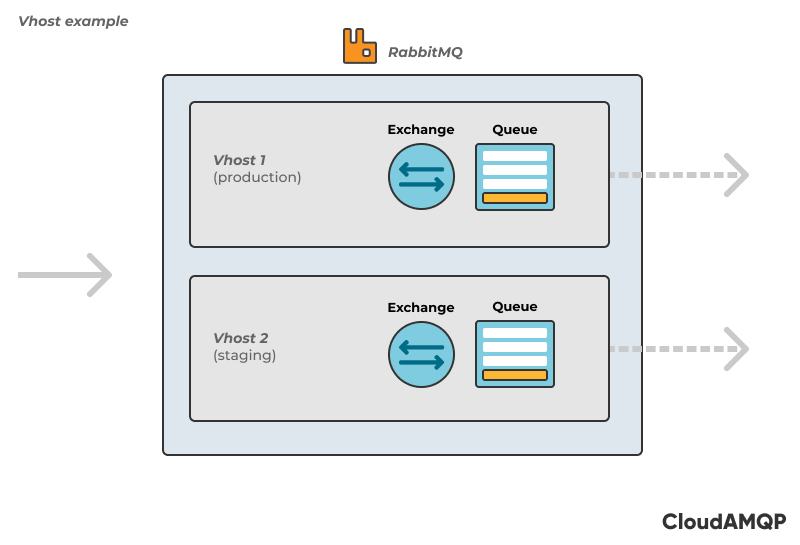 Vhost example
RabbitMQ
Exchange
Queue
Vhost 1
(production)
Exchange
Queue
Vhost 2
(staging)
CloudAMQP